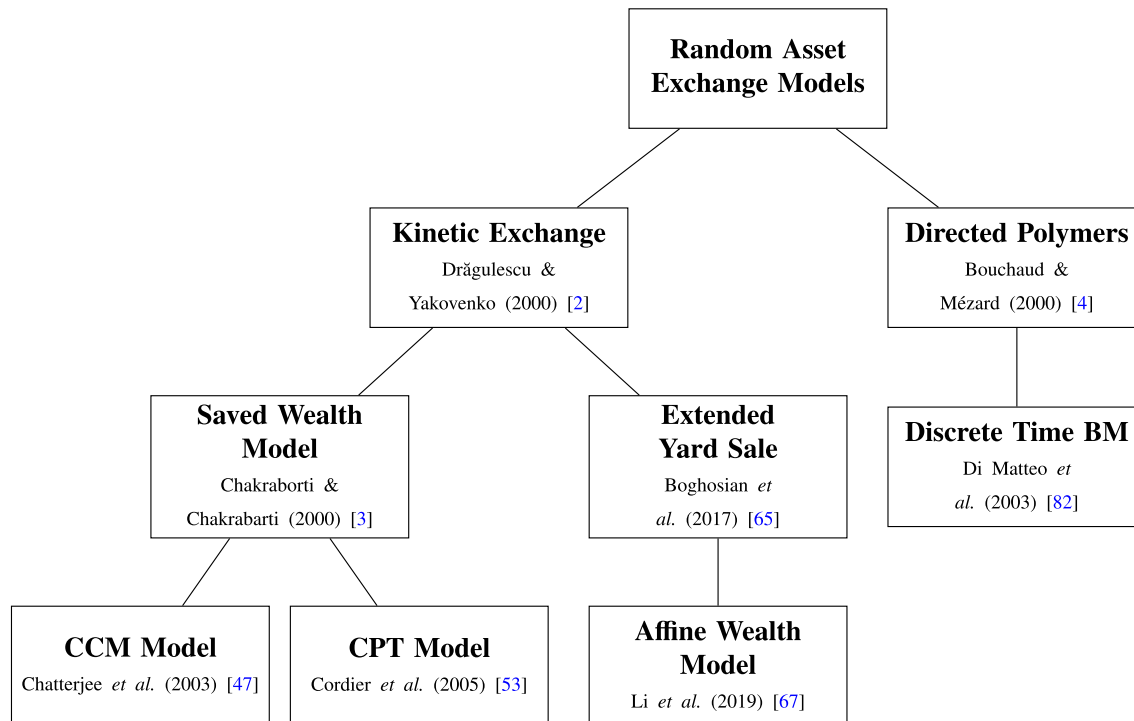 Random Asset
Exchange Models
Kinetic Exchange
Drăgulescu &
Yakovenko (2000) [2]
Directed Polymers
Bouchaud &
Mézard (2000) [4]
Saved Wealth
Model
Chakraborti &
Chakrabarti (2000) [3]
Extended
Yard Sale
Boghosian et
al. (2017) [65]
Discrete Time BM
Di Matteo et
al. (2003) [82]
CCM Model
Chatterjee et al. (2003) [47]
CPT Model
Cordier et al. (2005) [53]
Affine Wealth
Model
Li et al. (2019) [67]